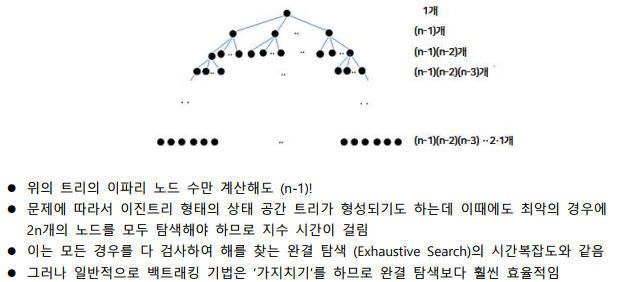 1개
(n-1)개
(n-1)(n-2)개
(n-1)(n-2)(n-3)개
(n-1)(n-2)(n-3) ··2·1개
● 위의 트리의 이파리 노드 수만 계산해도 (n-1)!
● 문제에 따라서 이진트리 형태의 상태 공간 트리가 형성되기도 하는데 이때에도 최악의 경우에
2n개의 노드를 모두 탐색해야 하므로 지수 시간이 걸림
● 이는 모든 경우를 다 검사하여 해를 찾는 완결 탐색 (Exhaustive Search)의 시간복잡도와 같음
● 그러나 일반적으로 백트래킹 기법은 '가지치기'를 하므로 완결 탐색보다 훨씬 효율적임